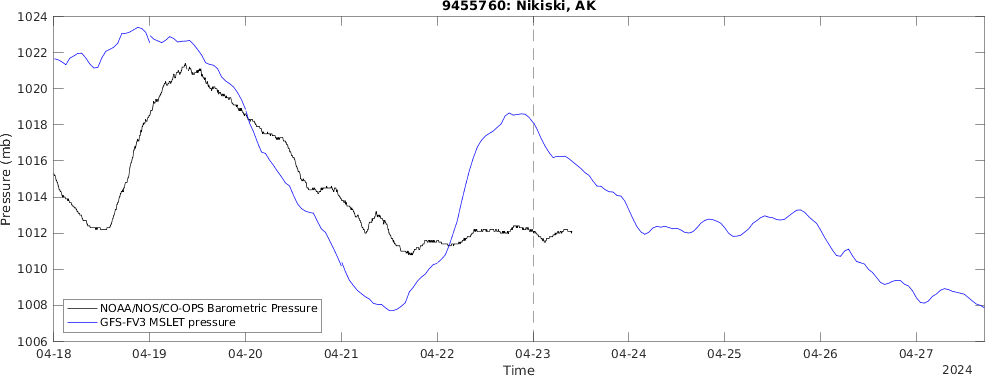 9455760: Nikiski, AK
Pressure (mb)
1024
1022
1020
1018
1016
1014
1012
1010
1008
1006
NOAA/NOS/CO-OPS Barometric Pressure
GFS-FV3 MSLET pressure
04-18 04-19 04-20 04-21 04-22 04-23 04-24 04-25 04-26 04-27
Time
2024